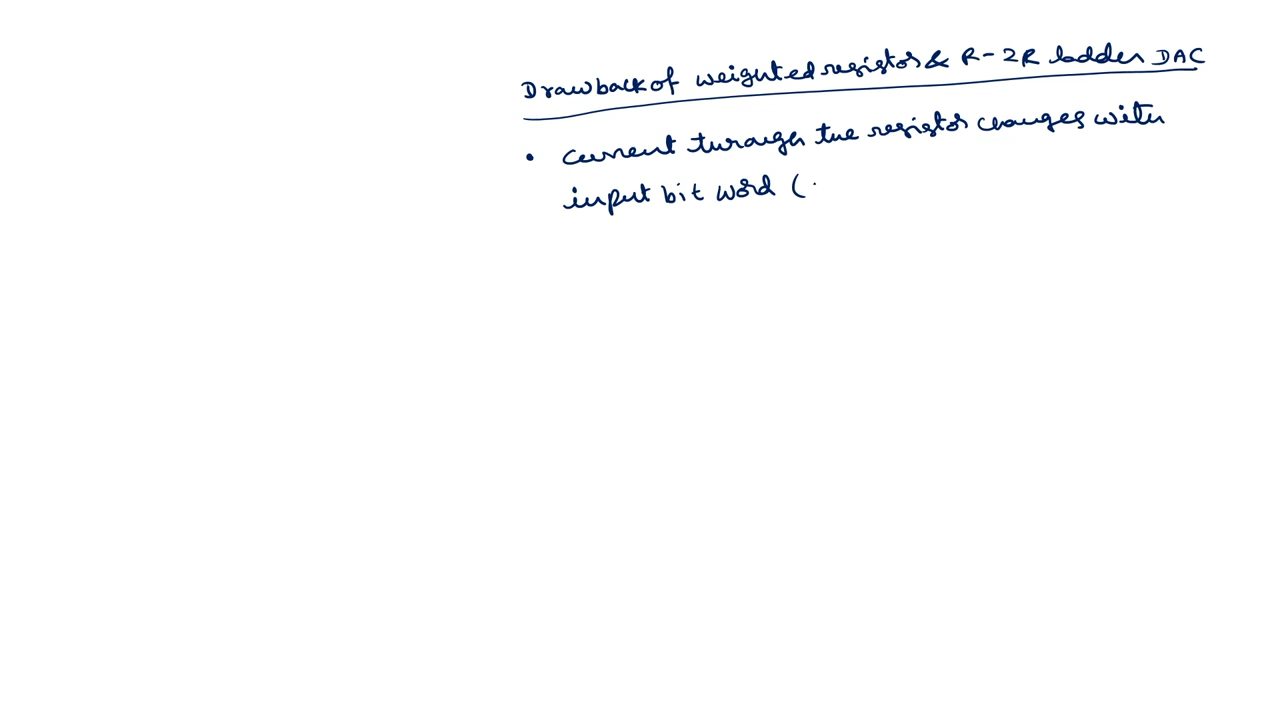 Drawback of weighted resistor & R-2R ladder DAC
• current through the resistor changes with
input bit word (